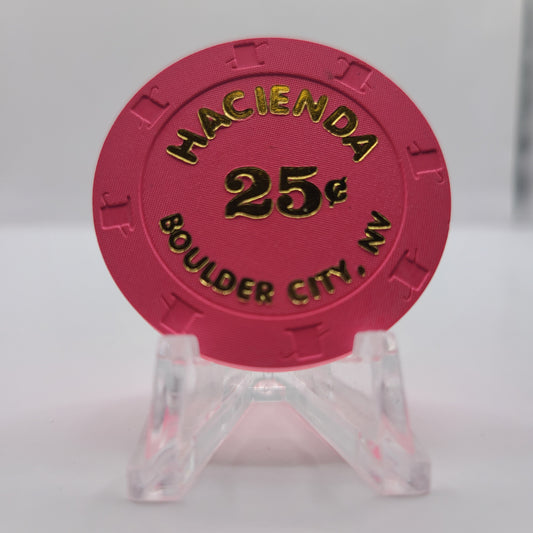 HACIENDA
25¢
BOULDER CITY, NV